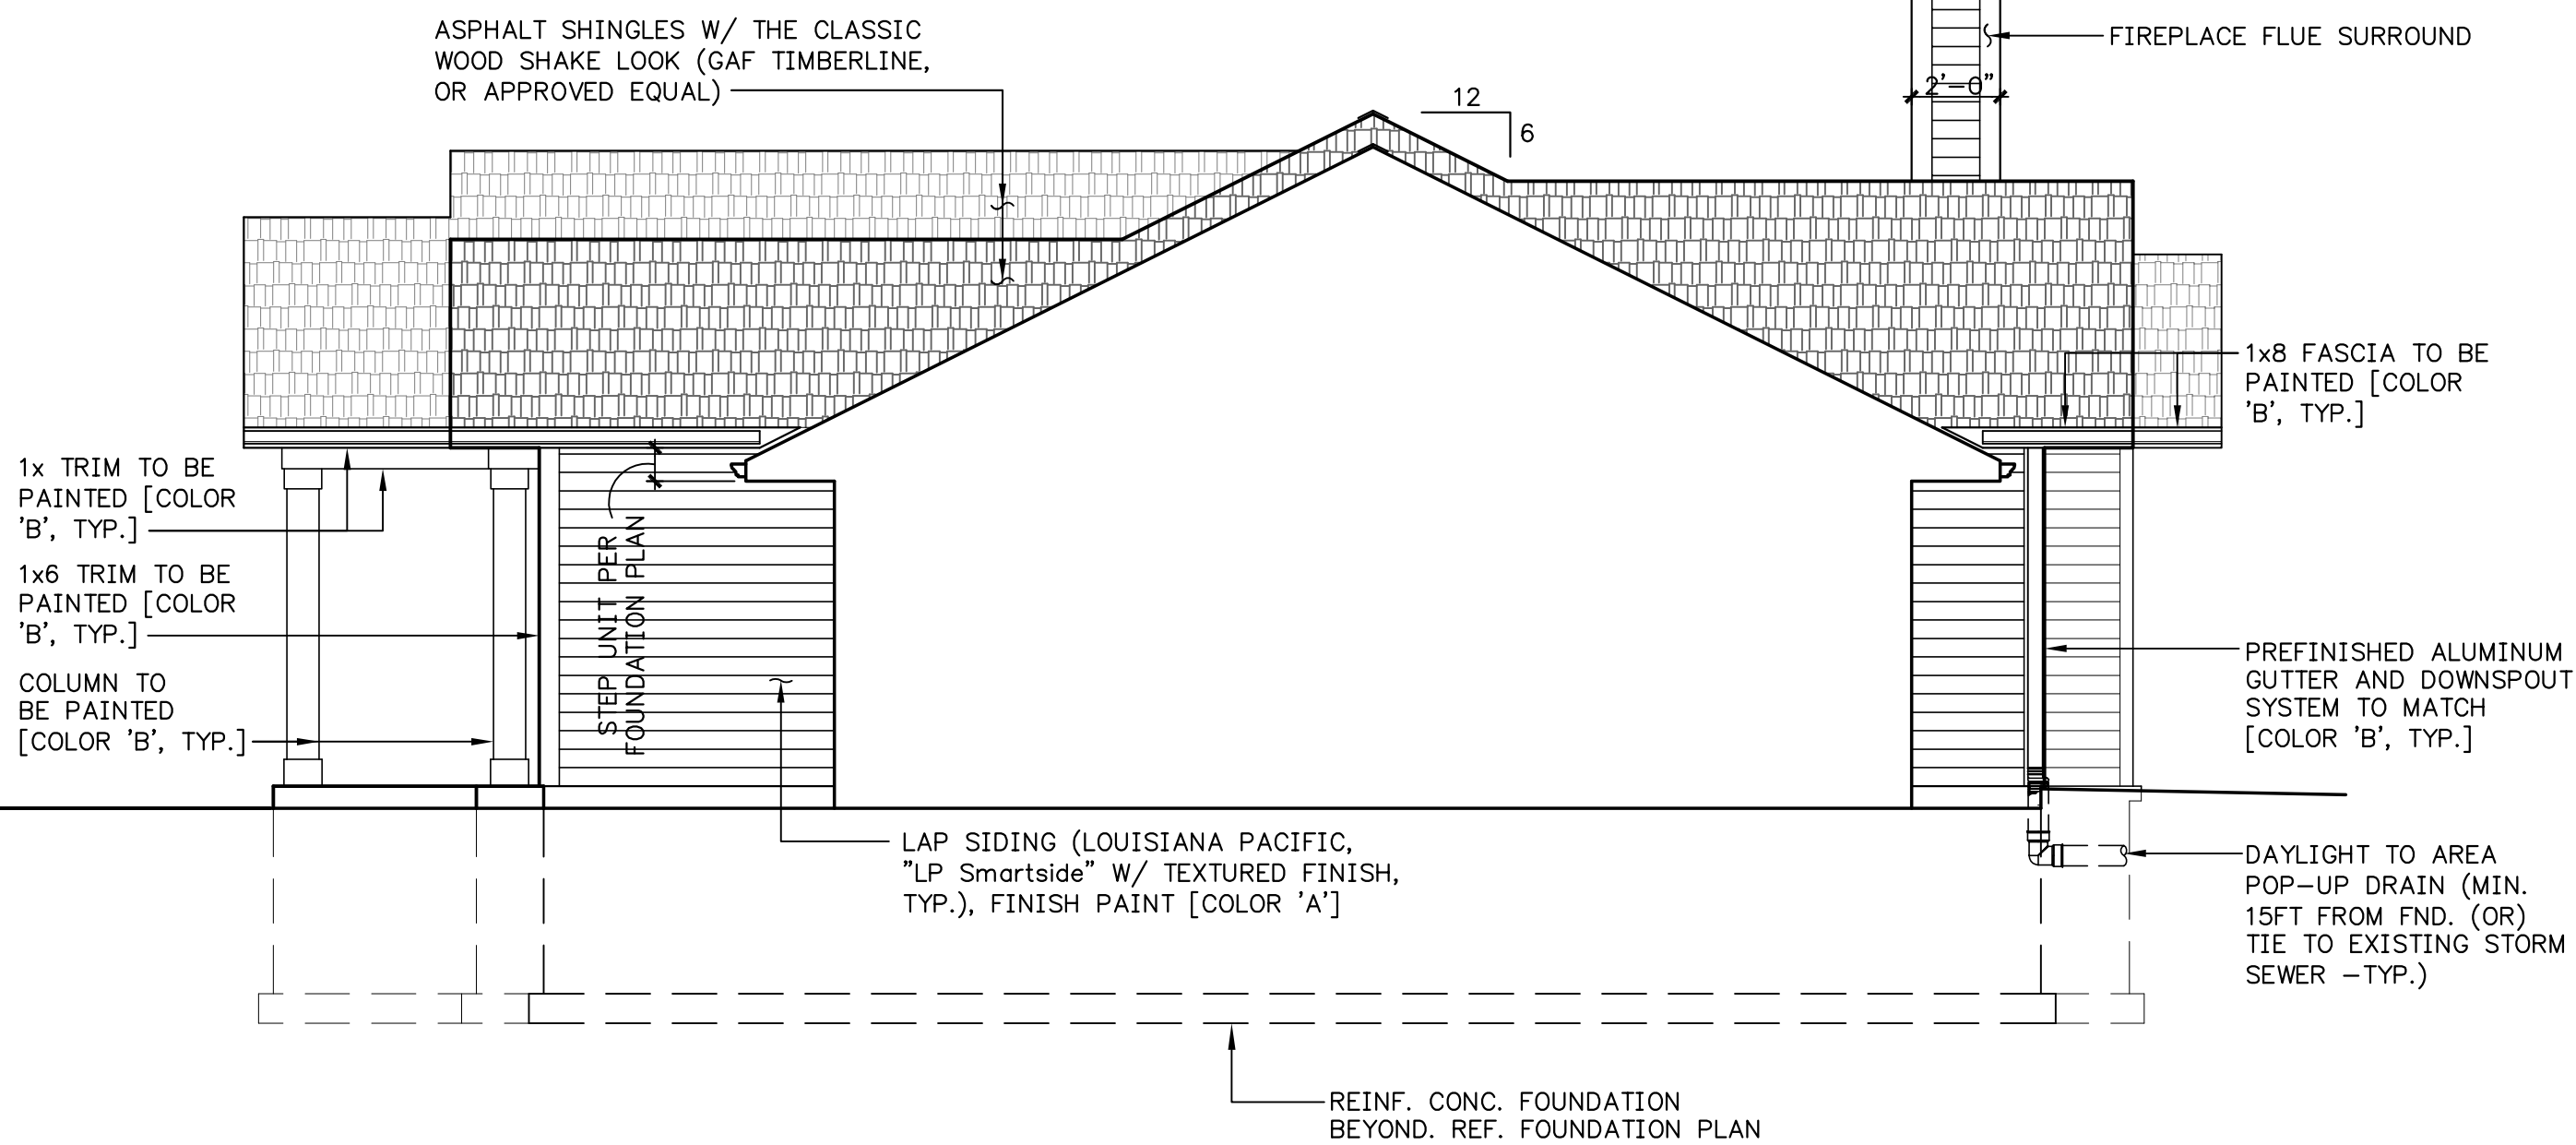 ASPHALT SHINGLES W/ THE CLASSIC
WOOD SHAKE LOOK (GAF TIMBERLINE,
OR APPROVED EQUAL)
12
6
FIREPLACE FLUE SURROUND
2'-0"
1x8 FASCIA TO BE
PAINTED [COLOR
'B', TYP.]
1x TRIM TO BE
PAINTED [COLOR
'B', TYP.]
1x6 TRIM TO BE
PAINTED [COLOR
'B', TYP.]
COLUMN TO
BE PAINTED
[COLOR 'B', TYP.]
STEP UNIT PER
FOUNDATION PLAN
PREFINISHED ALUMINUM
GUTTER AND DOWNSPOUT
SYSTEM TO MATCH
[COLOR 'B', TYP.]
LAP SIDING (LOUISIANA PACIFIC,
"LP Smartside" W/ TEXTURED FINISH,
TYP.), FINISH PAINT [COLOR 'A']
DAYLIGHT TO AREA
POP-UP DRAIN (MIN.
15FT FROM FND. (OR)
TIE TO EXISTING STORM
SEWER -TYP.)
REINF. CONC. FOUNDATION
BEYOND. REF. FOUNDATION PLAN